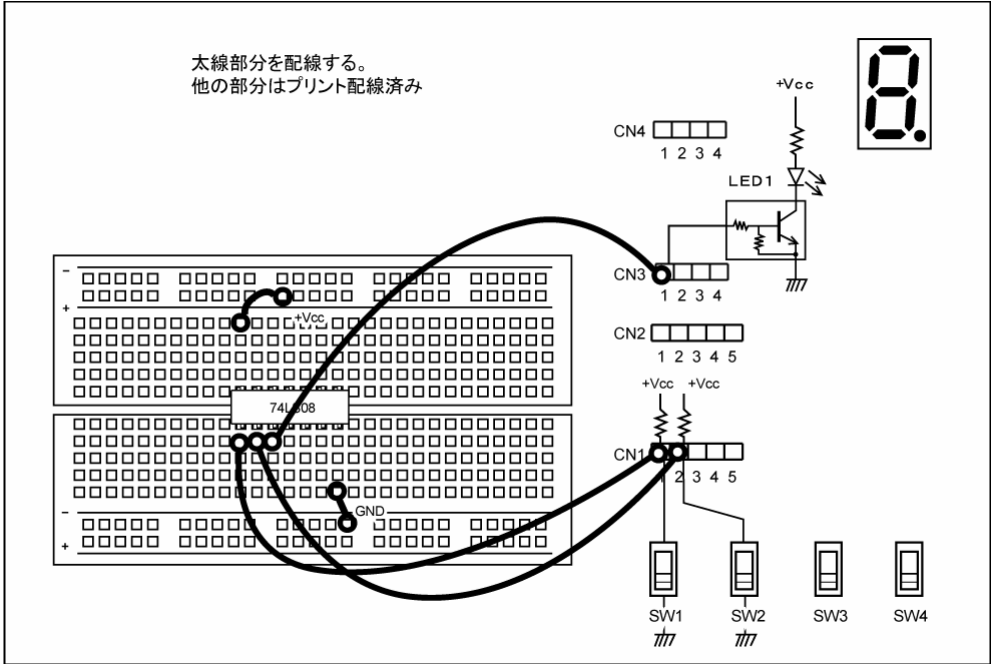 太線部分を配線する。
他の部分はプリント配線済み
+Vcc
CN4
1 2 3 4
LED1
CN3
1 2 3 4
−
+
+Vcc
CN2
1 2 3 4 5
+Vcc +Vcc
74LS08
CN1
1 2 3 4 5
GND
−
+
SW1 SW2 SW3 SW4